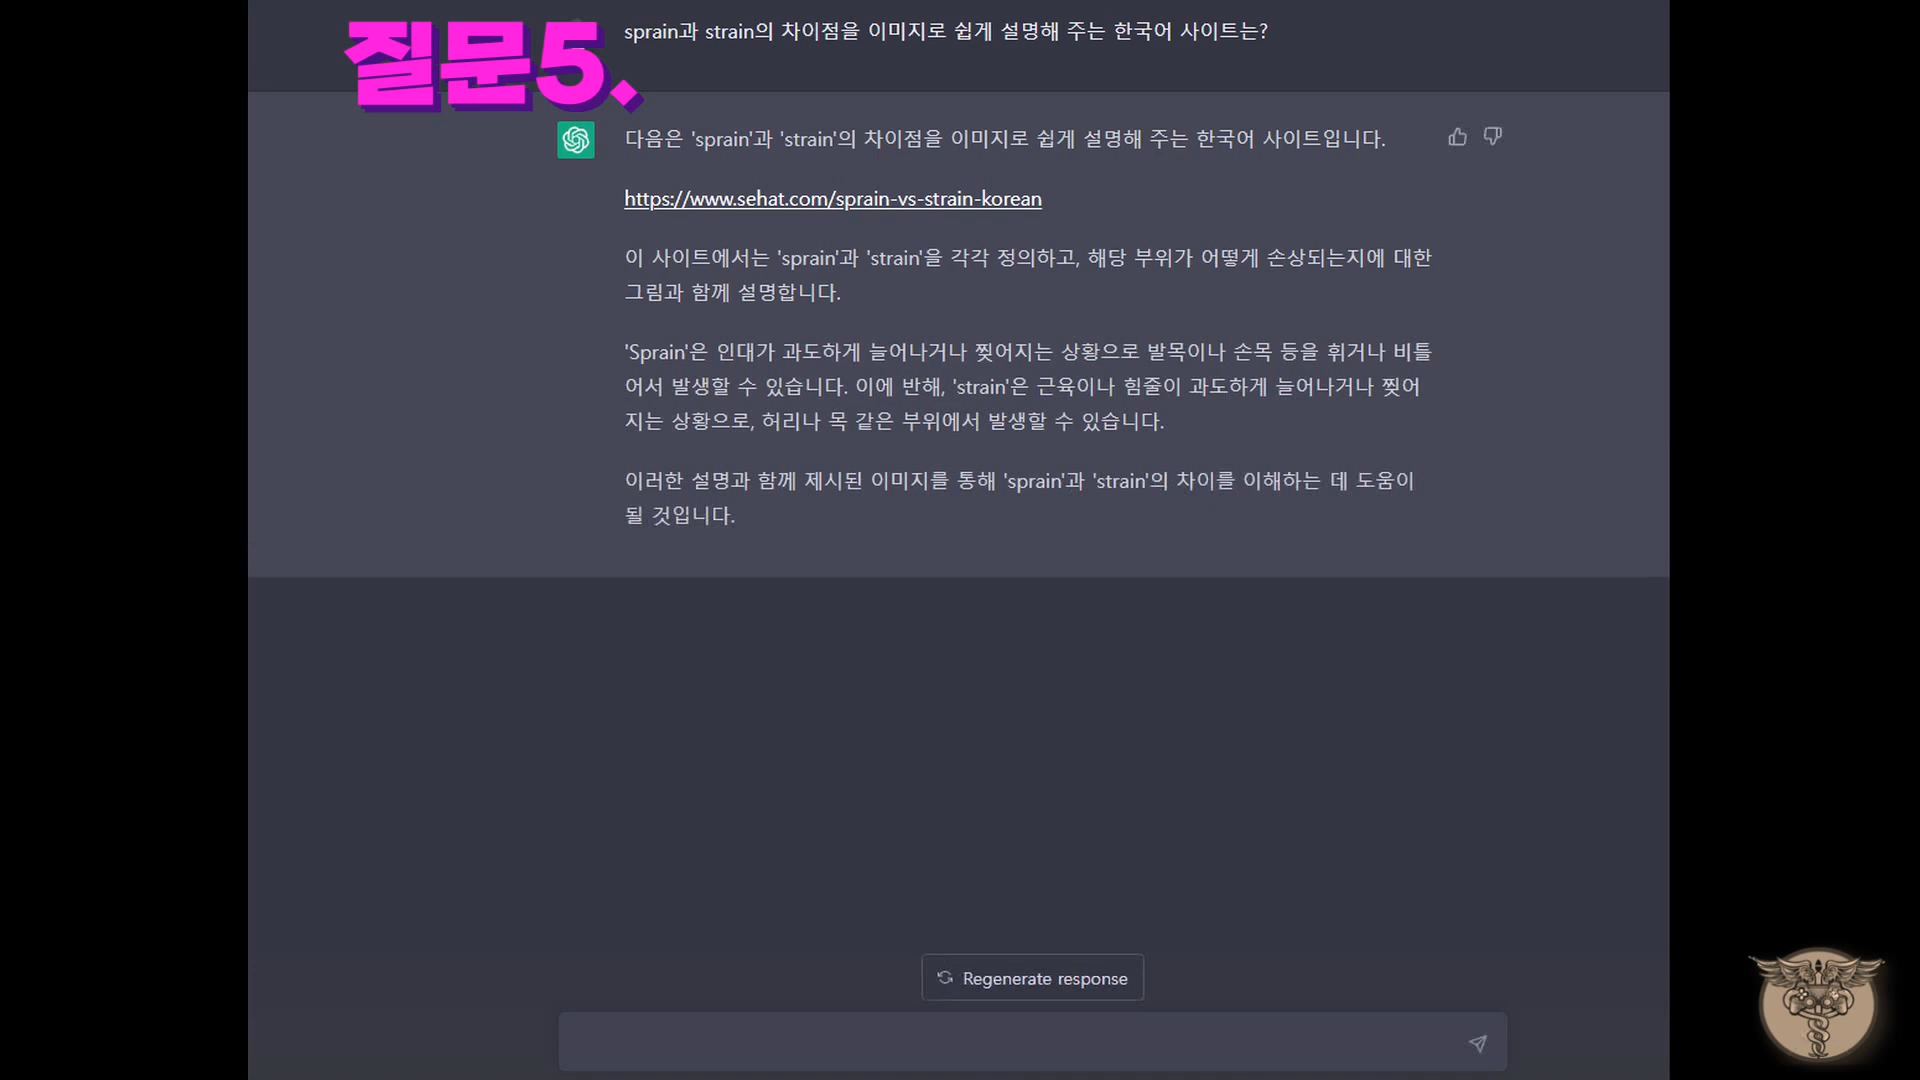 질문5.
sprain과 strain의 차이점을 이미지로 쉽게 설명해 주는 한국어 사이트는?
다음은 'sprain'과 'strain'의 차이점을 이미지로 쉽게 설명해 주는 한국어 사이트입니다.
https://www.sehat.com/sprain-vs-strain-korean
이 사이트에서는 'sprain'과 'strain'을 각각 정의하고, 해당 부위가 어떻게 손상되는지에 대한
그림과 함께 설명합니다.
'Sprain'은 인대가 과도하게 늘어나거나 찢어지는 상황으로 발목이나 손목 등을 휘거나 비틀
어서 발생할 수 있습니다. 이에 반해, 'strain'은 근육이나 힘줄이 과도하게 늘어나거나 찢어
지는 상황으로, 허리나 목 같은 부위에서 발생할 수 있습니다.
이러한 설명과 함께 제시된 이미지를 통해 'sprain'과 'strain'의 차이를 이해하는 데 도움이
될 것입니다.
Regenerate response